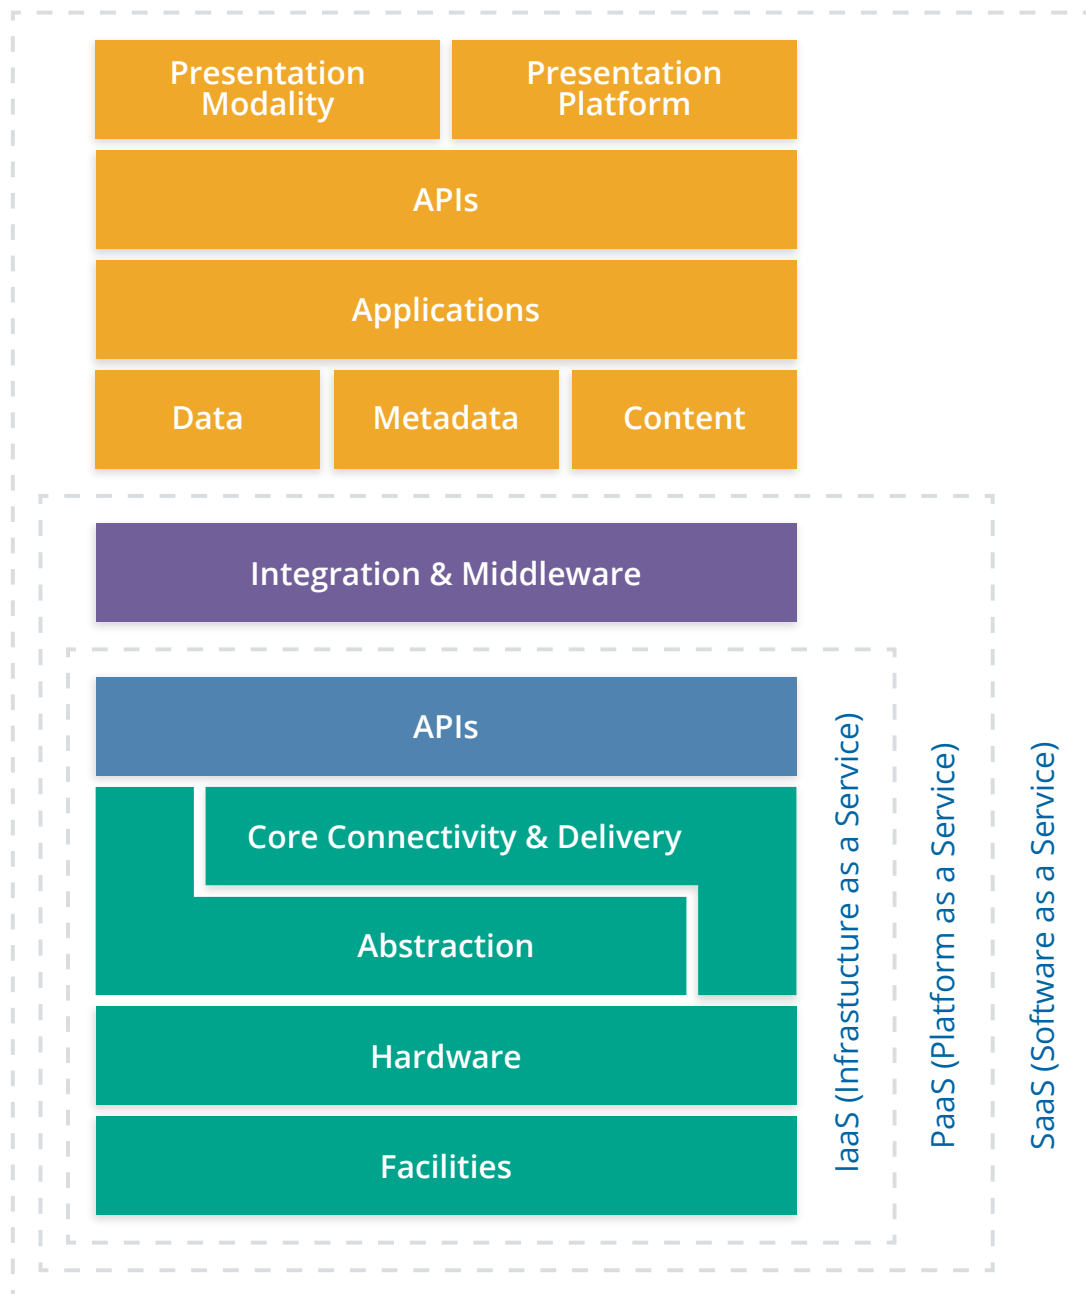 Presentation
Modality
Presentation
Platform
APIs
Applications
Data
Metadata
Content
Integration & Middleware
APIs
Core Connectivity & Delivery
Abstraction
Hardware
Facilities
IaaS (Infrastucture as a Service)
PaaS (Platform as a Service)
SaaS (Software as a Service)